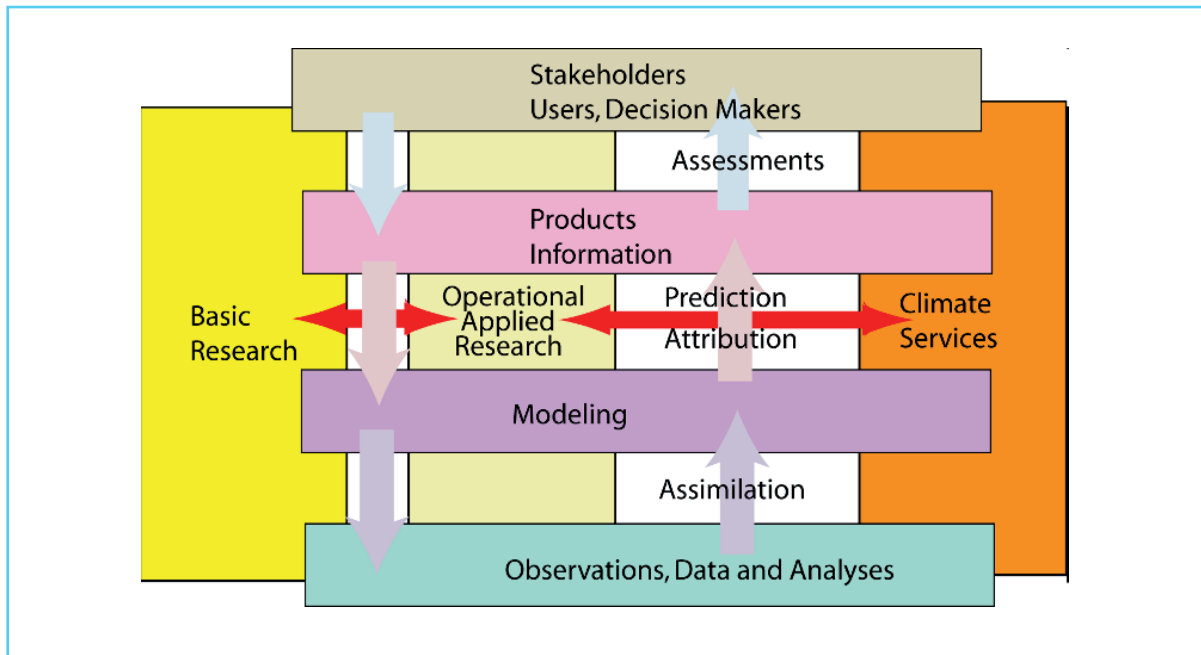 Stakeholders
Users, Decision Makers
Assessments
Products
Information
Basic
Research
Operational
Applied
Research
Prediction
Attribution
Climate
Services
Modeling
Assimilation
Observations, Data and Analyses